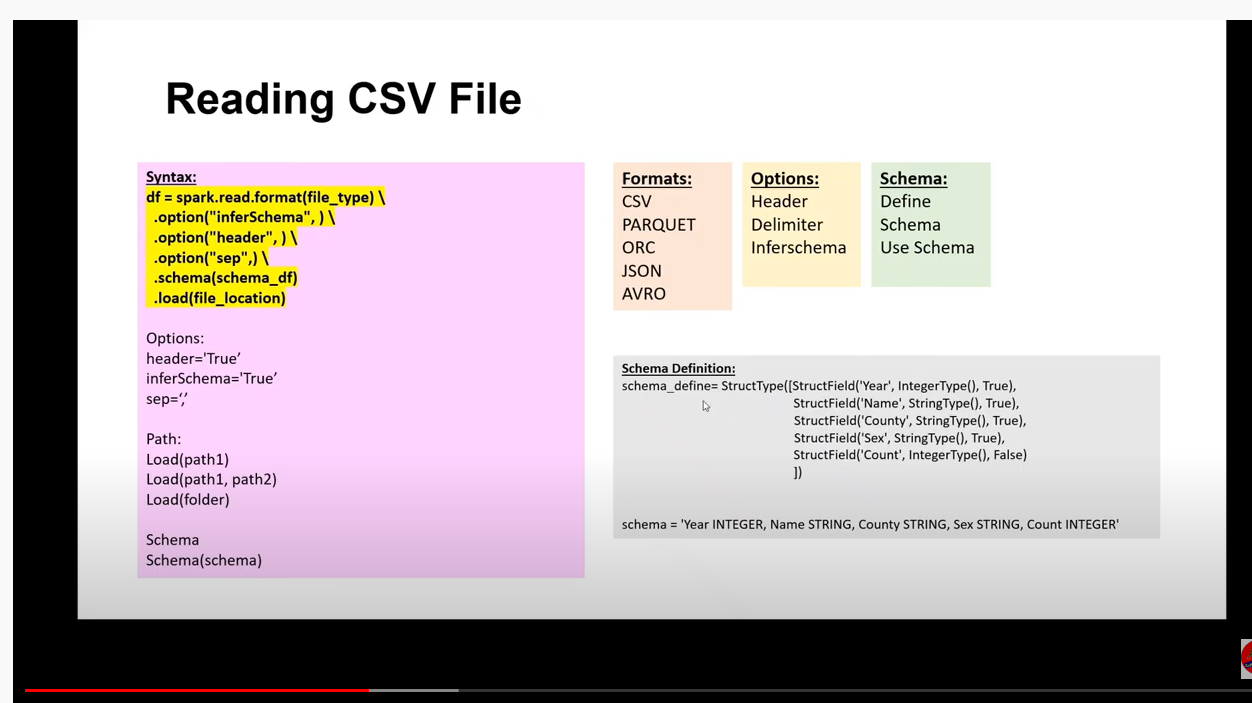 Reading CSV File
Syntax:
df = spark.read.format(file_type) \
.option("inferSchema", ) \
.option("header", ) \
.option("sep",) \
.schema(schema_df)
.load(file_location)
Options:
header='True’
inferSchema='True’
sep=‘,’
Path:
Load(path1)
Load(path1, path2)
Load(folder)
Schema
Schema(schema)
Formats:
CSV
PARQUET
ORC
JSON
AVRO
Options:
Header
Delimiter
Inferschema
Schema:
Define
Schema
Use Schema
Schema Definition:
schema_define= StructType([StructField('Year', IntegerType(), True),
StructField('Name', StringType(), True),
StructField('County', StringType(), True),
StructField('Sex', StringType(), True),
StructField('Count', IntegerType(), False)
])
schema = 'Year INTEGER, Name STRING, County STRING, Sex STRING, Count INTEGER'